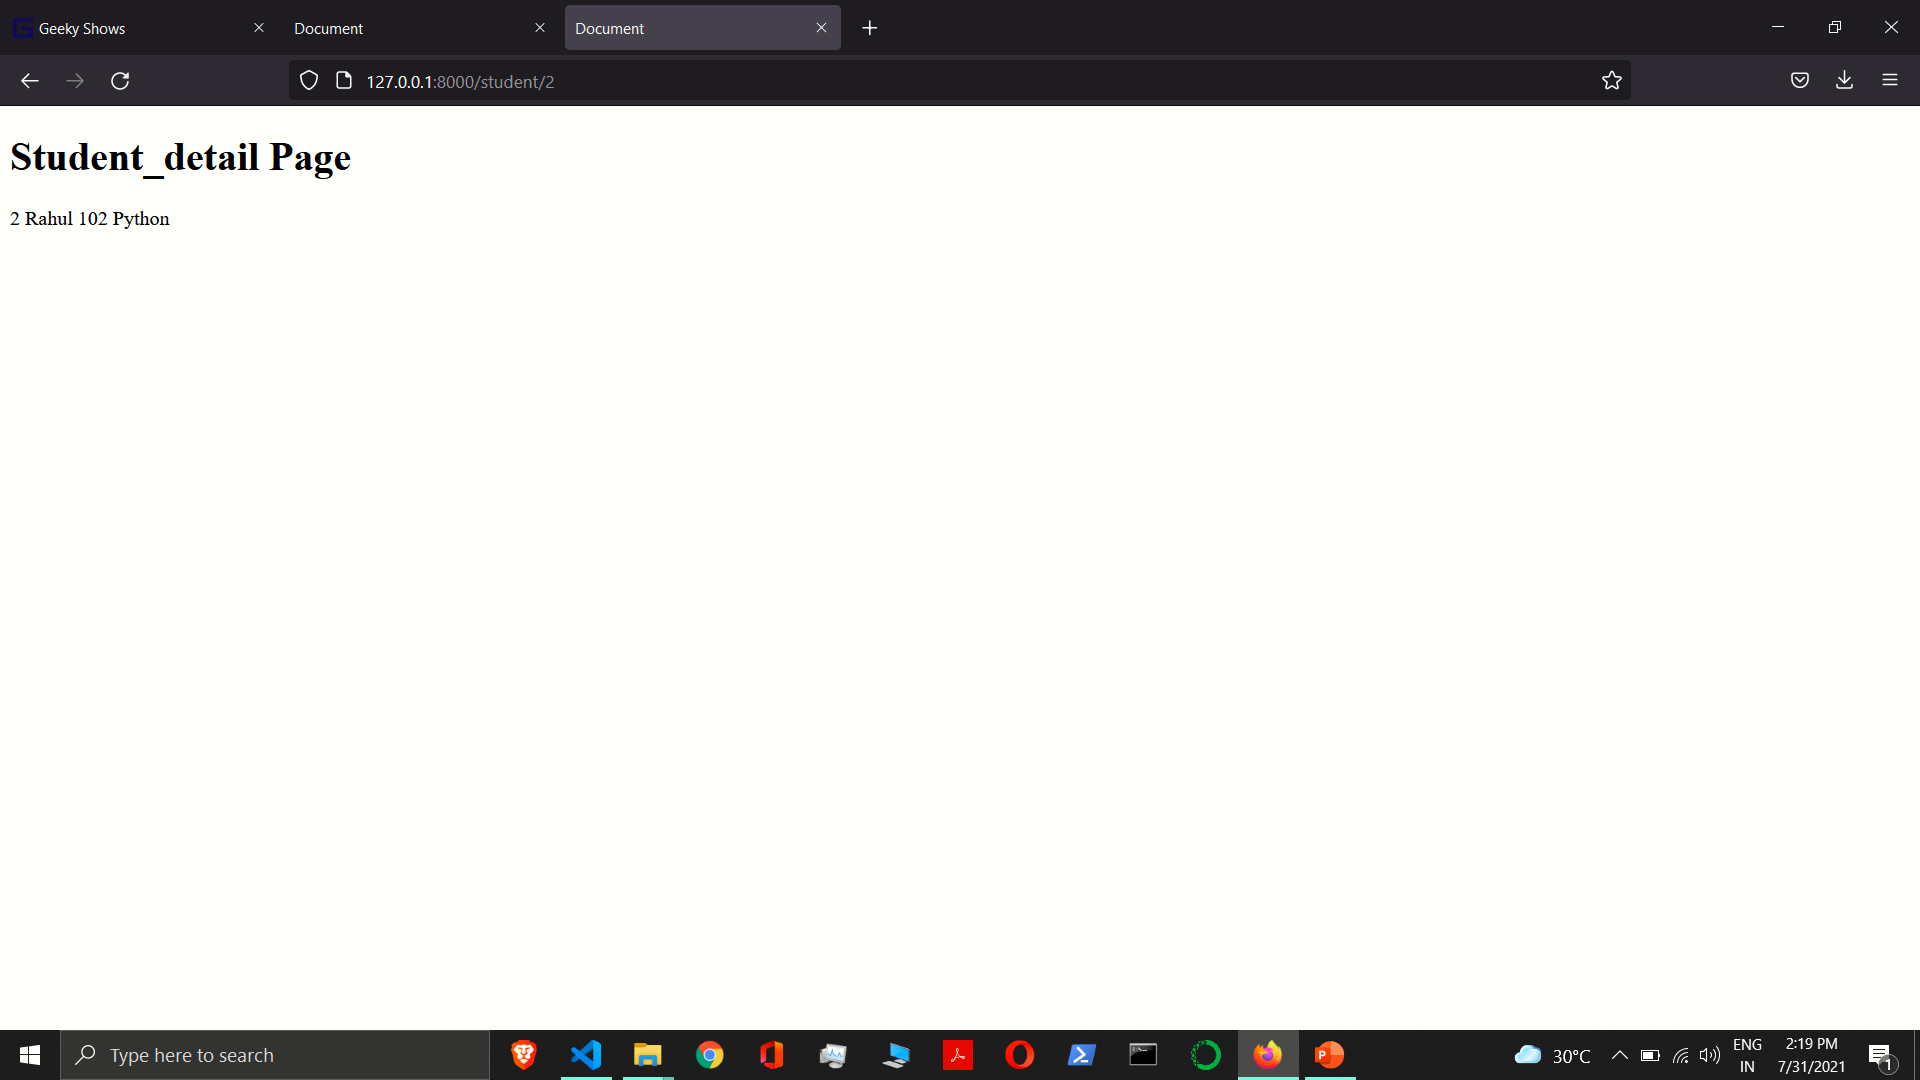 Geeky Shows
Document
Document
127.0.0.1:8000/student/2
Student_detail Page
2 Rahul 102 Python
Type here to search
30°C
ENG
IN
2:19 PM
7/31/2021
1